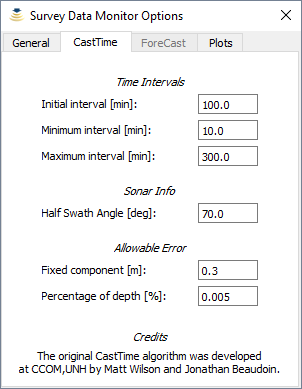 Survey Data Monitor Options
General CastTime ForeCast Plots
Time Intervals
Initial interval [min]: 100.0
Minimum interval [min]: 10.0
Maximum interval [min]: 300.0
Sonar Info
Half Swath Angle [deg]: 70.0
Allowable Error
Fixed component [m]: 0.3
Percentage of depth [%]: 0.005
Credits
The original CastTime algorithm was developed
at CCOM,UNH by Matt Wilson and Jonathan Beaudoin.